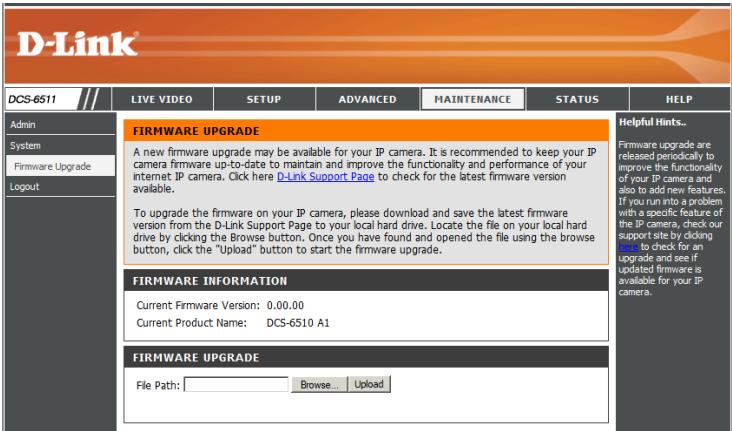 D-Link
DCS-6511
LIVE VIDEO
SETUP
ADVANCED
MAINTENANCE
STATUS
HELP
Admin
System
Firmware Upgrade
Logout
FIRMWARE UPGRADE
A new firmware upgrade may be available for your IP camera. It is recommended to keep your IP
camera firmware up-to-date to maintain and improve the functionality and performance of your
internet IP camera. Click here D-Link Support Page to check for the latest firmware version
available.
To upgrade the firmware on your IP camera, please download and save the latest firmware
version from the D-Link Support Page to your local hard drive. Locate the file on your local hard
drive by clicking the Browse button. Once you have found and opened the file using the browse
button, click the "Upload" button to start the firmware upgrade.
FIRMWARE INFORMATION
Current Firmware Version: 0.00.00
Current Product Name: DCS-6510 A1
FIRMWARE UPGRADE
File Path:
Browse...
Upload
Helpful Hints..
Firmware upgrade are
released periodically to
improve the functionality
of your IP camera and
also to add new features.
If you run into a problem
with a specific feature of
the IP camera, check our
support site by clicking
here to check for an
upgrade and see if
updated firmware is
available for your IP
camera.